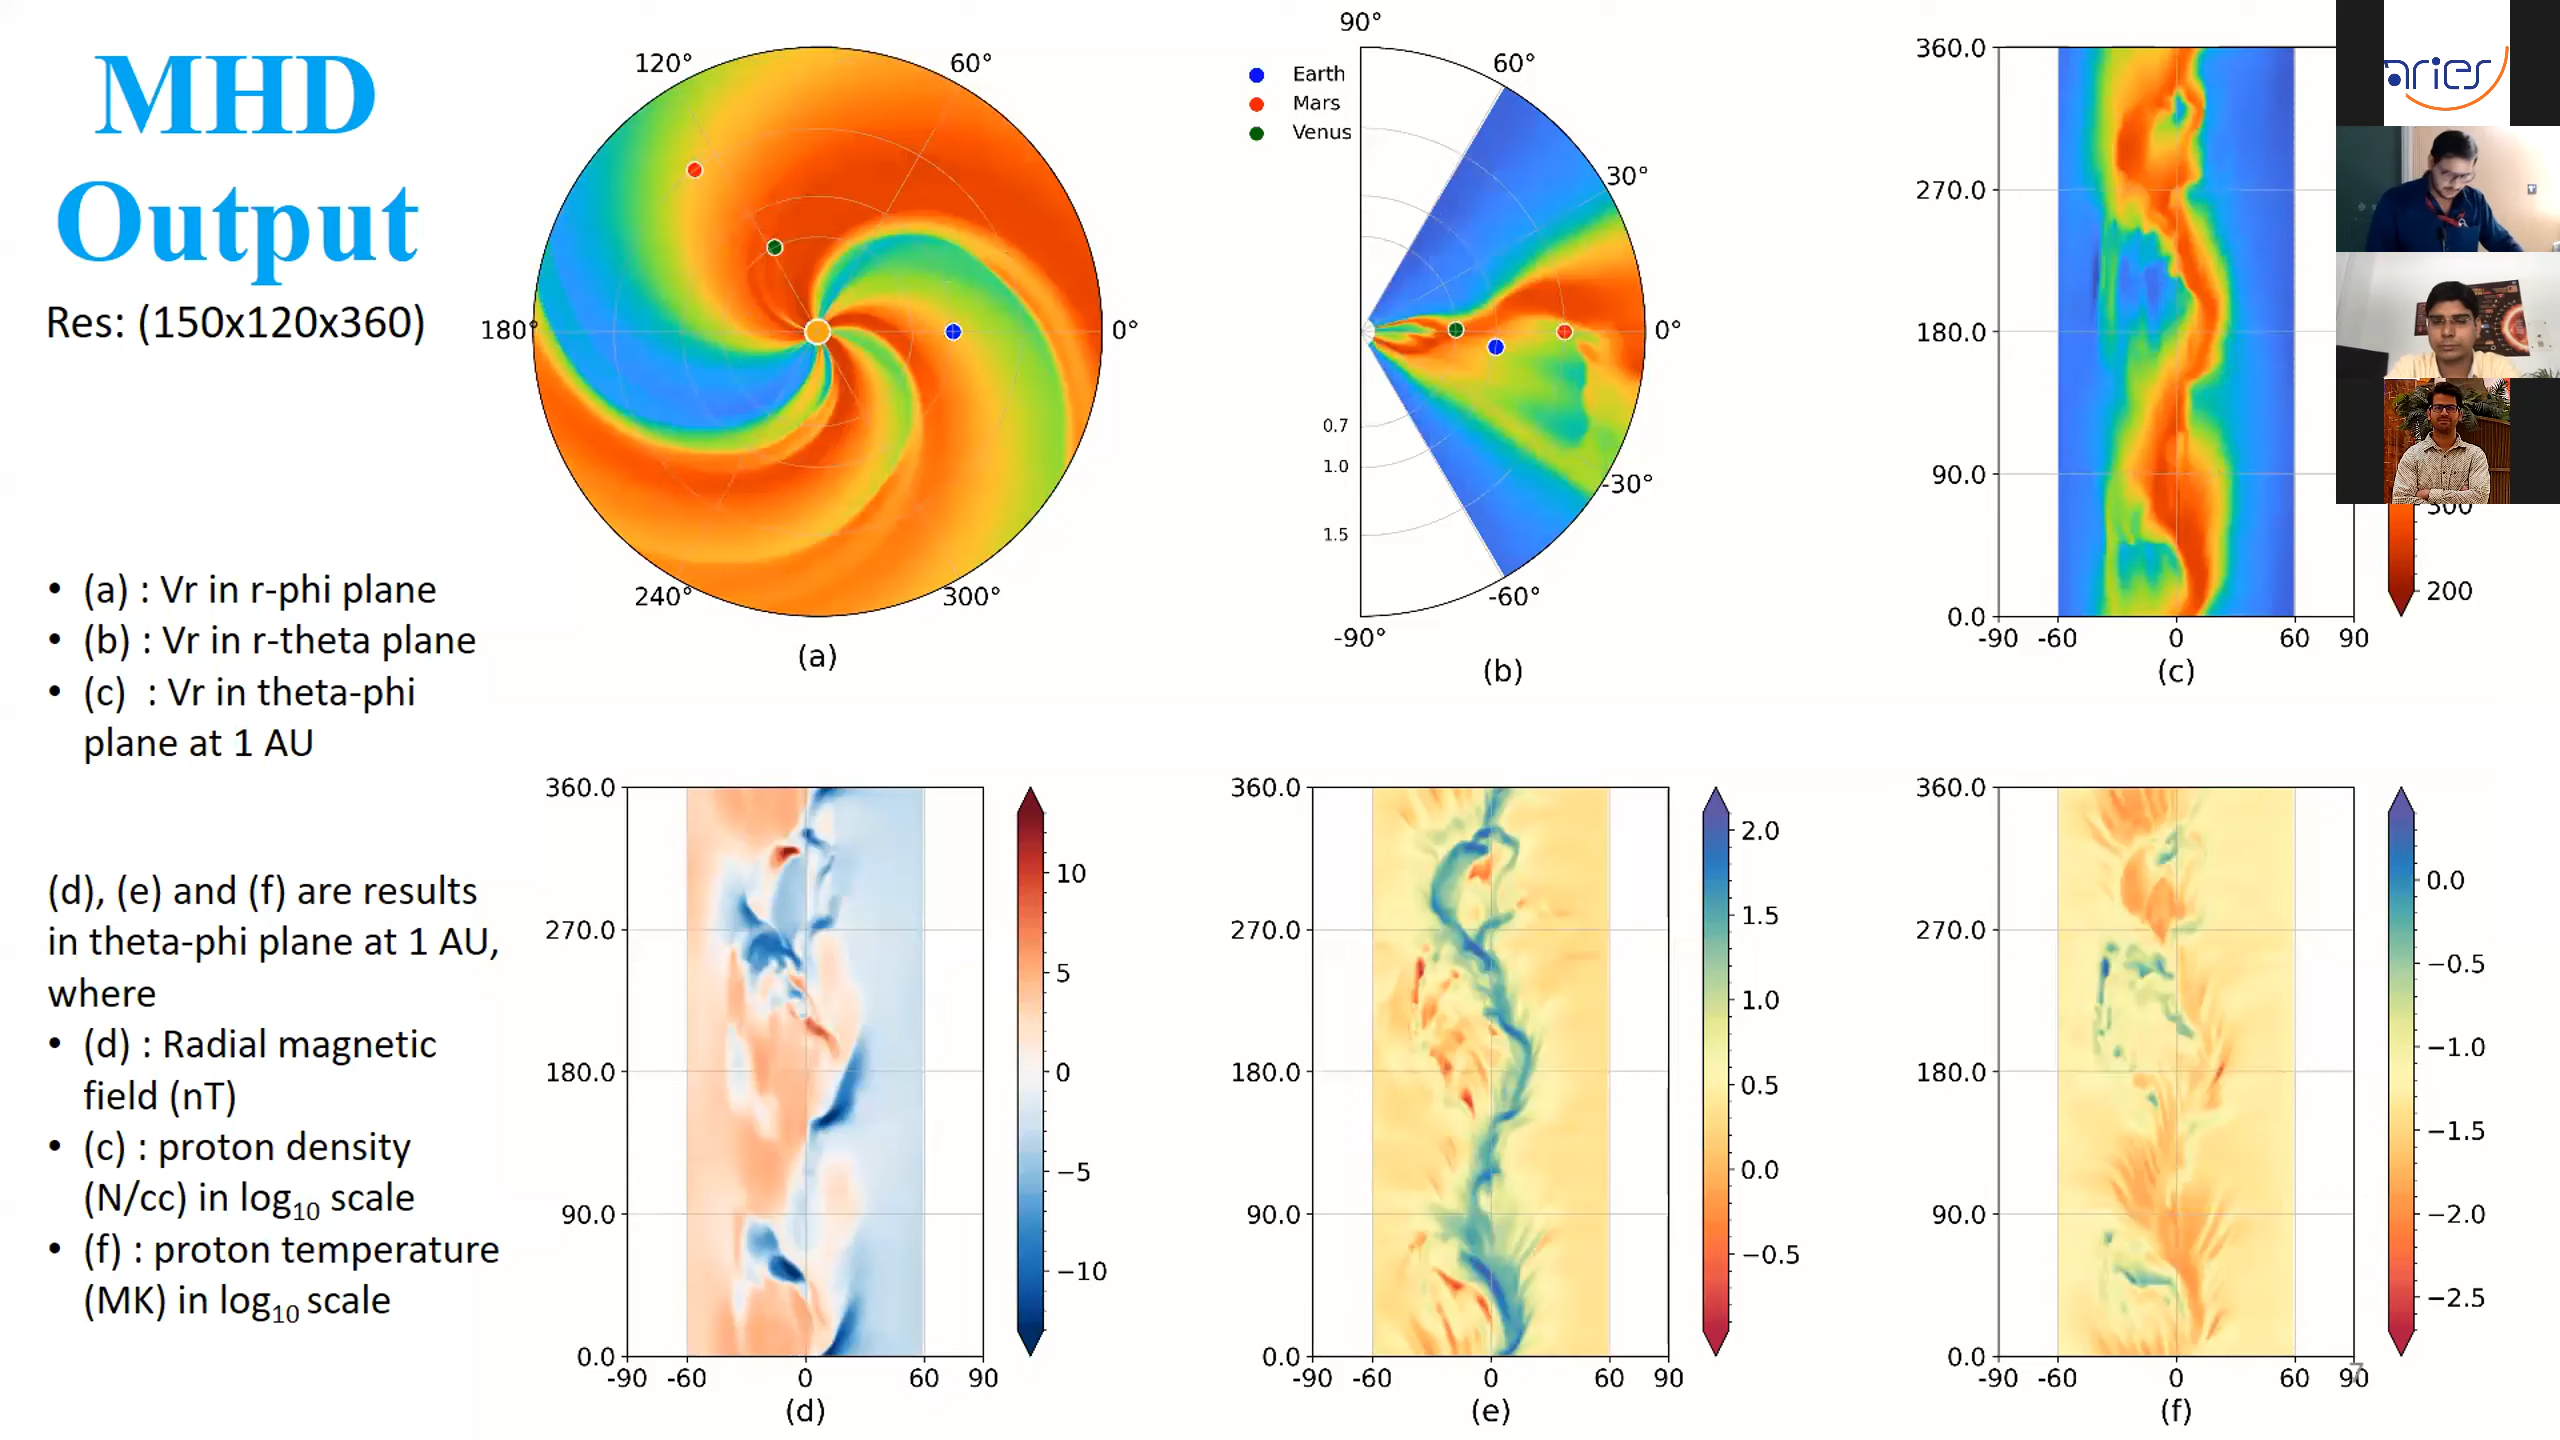 MHD
Output
Res: (150x120x360)
• (a) : Vr in r-phi plane
• (b) : Vr in r-theta plane
• (c) : Vr in theta-phi
plane at 1 AU
(d), (e) and (f) are results
in theta-phi plane at 1 AU,
where
• (d) : Radial magnetic
field (nT)
• (c) : proton density
(N/cc) in log10 scale
• (f) : proton temperature
(MK) in log10 scale
120°
60°
180°
0°
240°
300°
(a)
Earth
Mars
Venus
90°
60°
30°
0°
-30°
-60°
-90°
0.7
1.0
1.5
(b)
360.0
270.0
180.0
90.0
0.0
-90 -60 0 60 90
(c)
300
200
aries
360.0
270.0
180.0
90.0
0.0
-90 -60 0 60 90
(d)
10
5
0
−5
−10
360.0
270.0
180.0
90.0
0.0
-90 -60 0 60 90
(e)
2.0
1.5
1.0
0.5
0.0
−0.5
360.0
270.0
180.0
90.0
0.0
-90 -60 0 60 90
(f)
0.0
−0.5
−1.0
−1.5
−2.0
−2.5
7